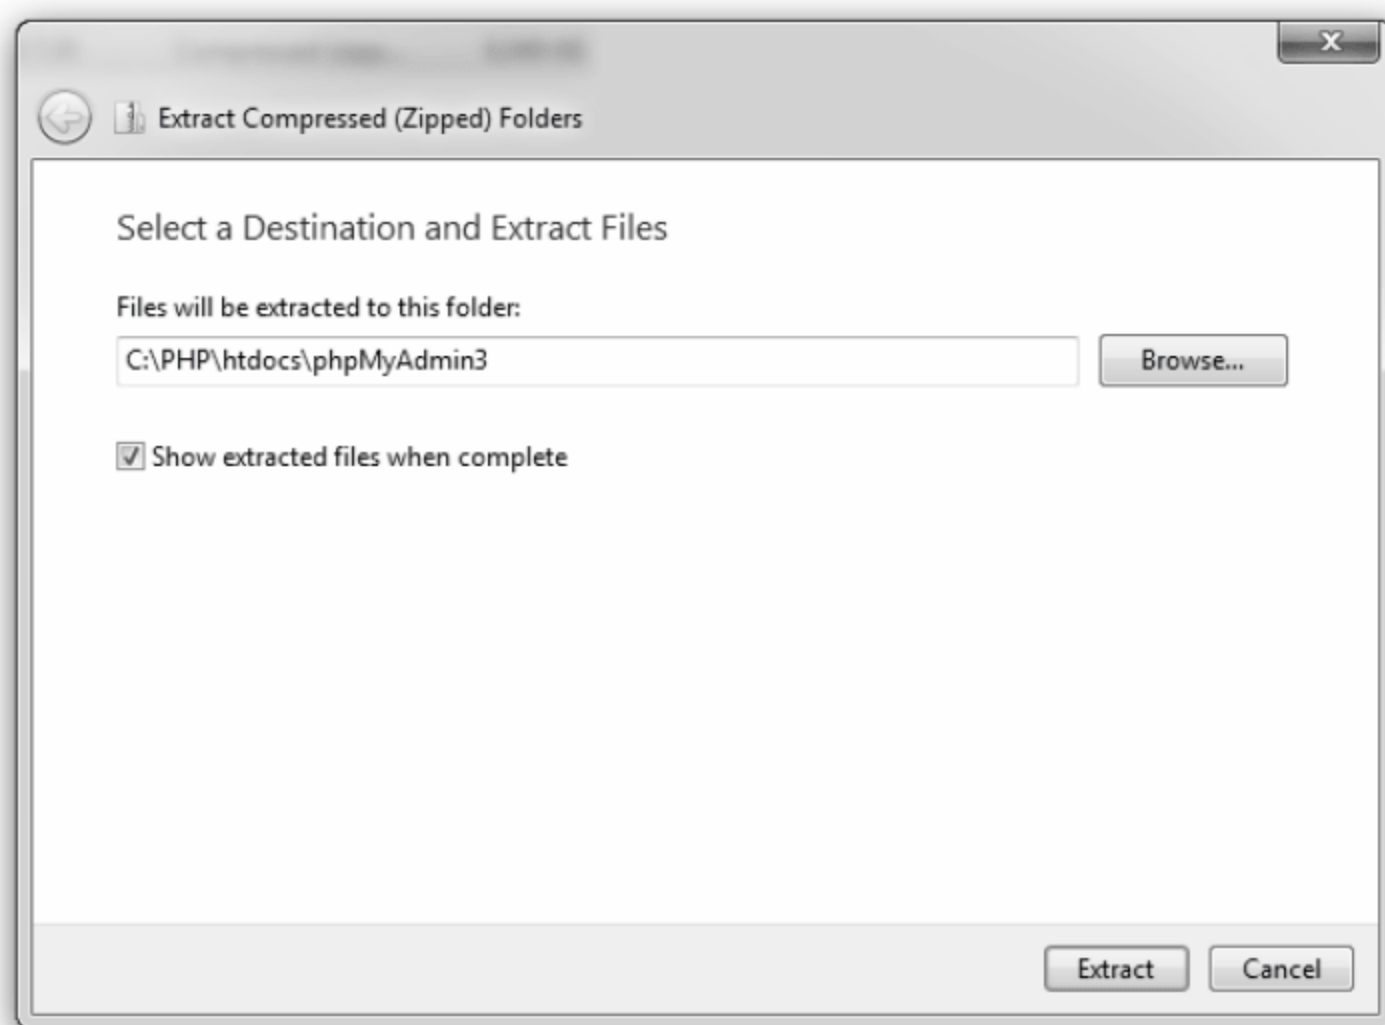 Extract Compressed (Zipped) Folders
Select a Destination and Extract Files
Files will be extracted to this folder:
C:\PHP\htdocs\phpMyAdmin3
Browse...
Show extracted files when complete
Extract
Cancel